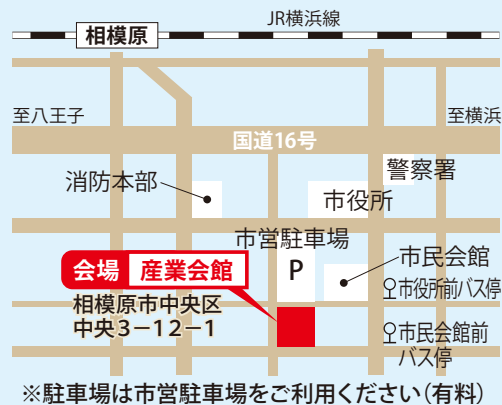 JR横浜線
相模原
至八王子
至横浜
国道16号
警察署
消防本部
市役所
市営駐車場
P
市民会館
会場 産業会館
市役所前バス停
相模原市中央区
中央3−12−1
市民会館前
バス停
※駐車場は市営駐車場をご利用ください(有料)